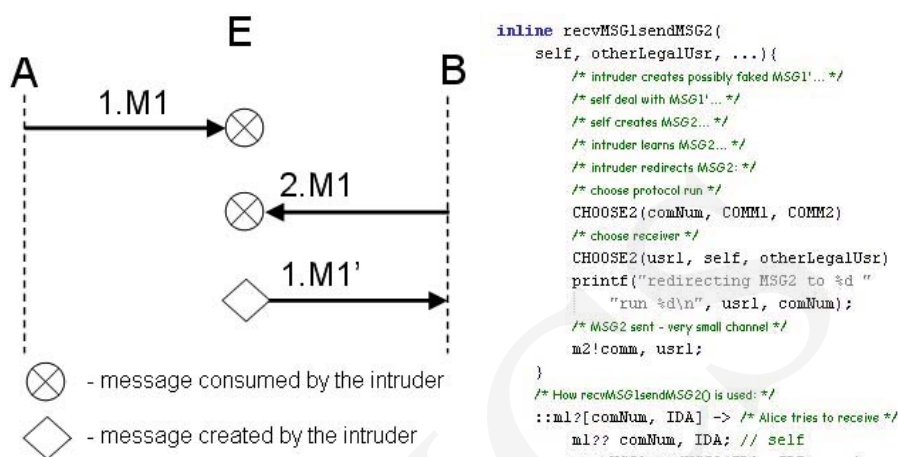 E
A
B
1.M1
2.M1
1.M1’
- message consumed by the intruder
- message created by the intruder
inline recvMSG1sendMSG2(
self, otherLegalUsr, ...){
/* intruder creates possibly faked MSG1'... */
/* self deal with MSG1'... */
/* self creates MSG2... */
/* intruder learns MSG2... */
/* intruder redirects MSG2: */
/* choose protocol run */
CHOOSE2(comNum, COMM1, COMM2)
/* choose receiver */
CHOOSE2(usr1, self, otherLegalUsr)
printf("redirecting MSG2 to %d "
"run %d\n", usr1, comNum);
/* MSG2 sent - very small channel */
m2!comm, usr1;
}
/* How recvMSG1sendMSG2() is used: */
::m1?[comNum, IDA] -> /* Alice tries to receive */
m1?? comNum, IDA; // self